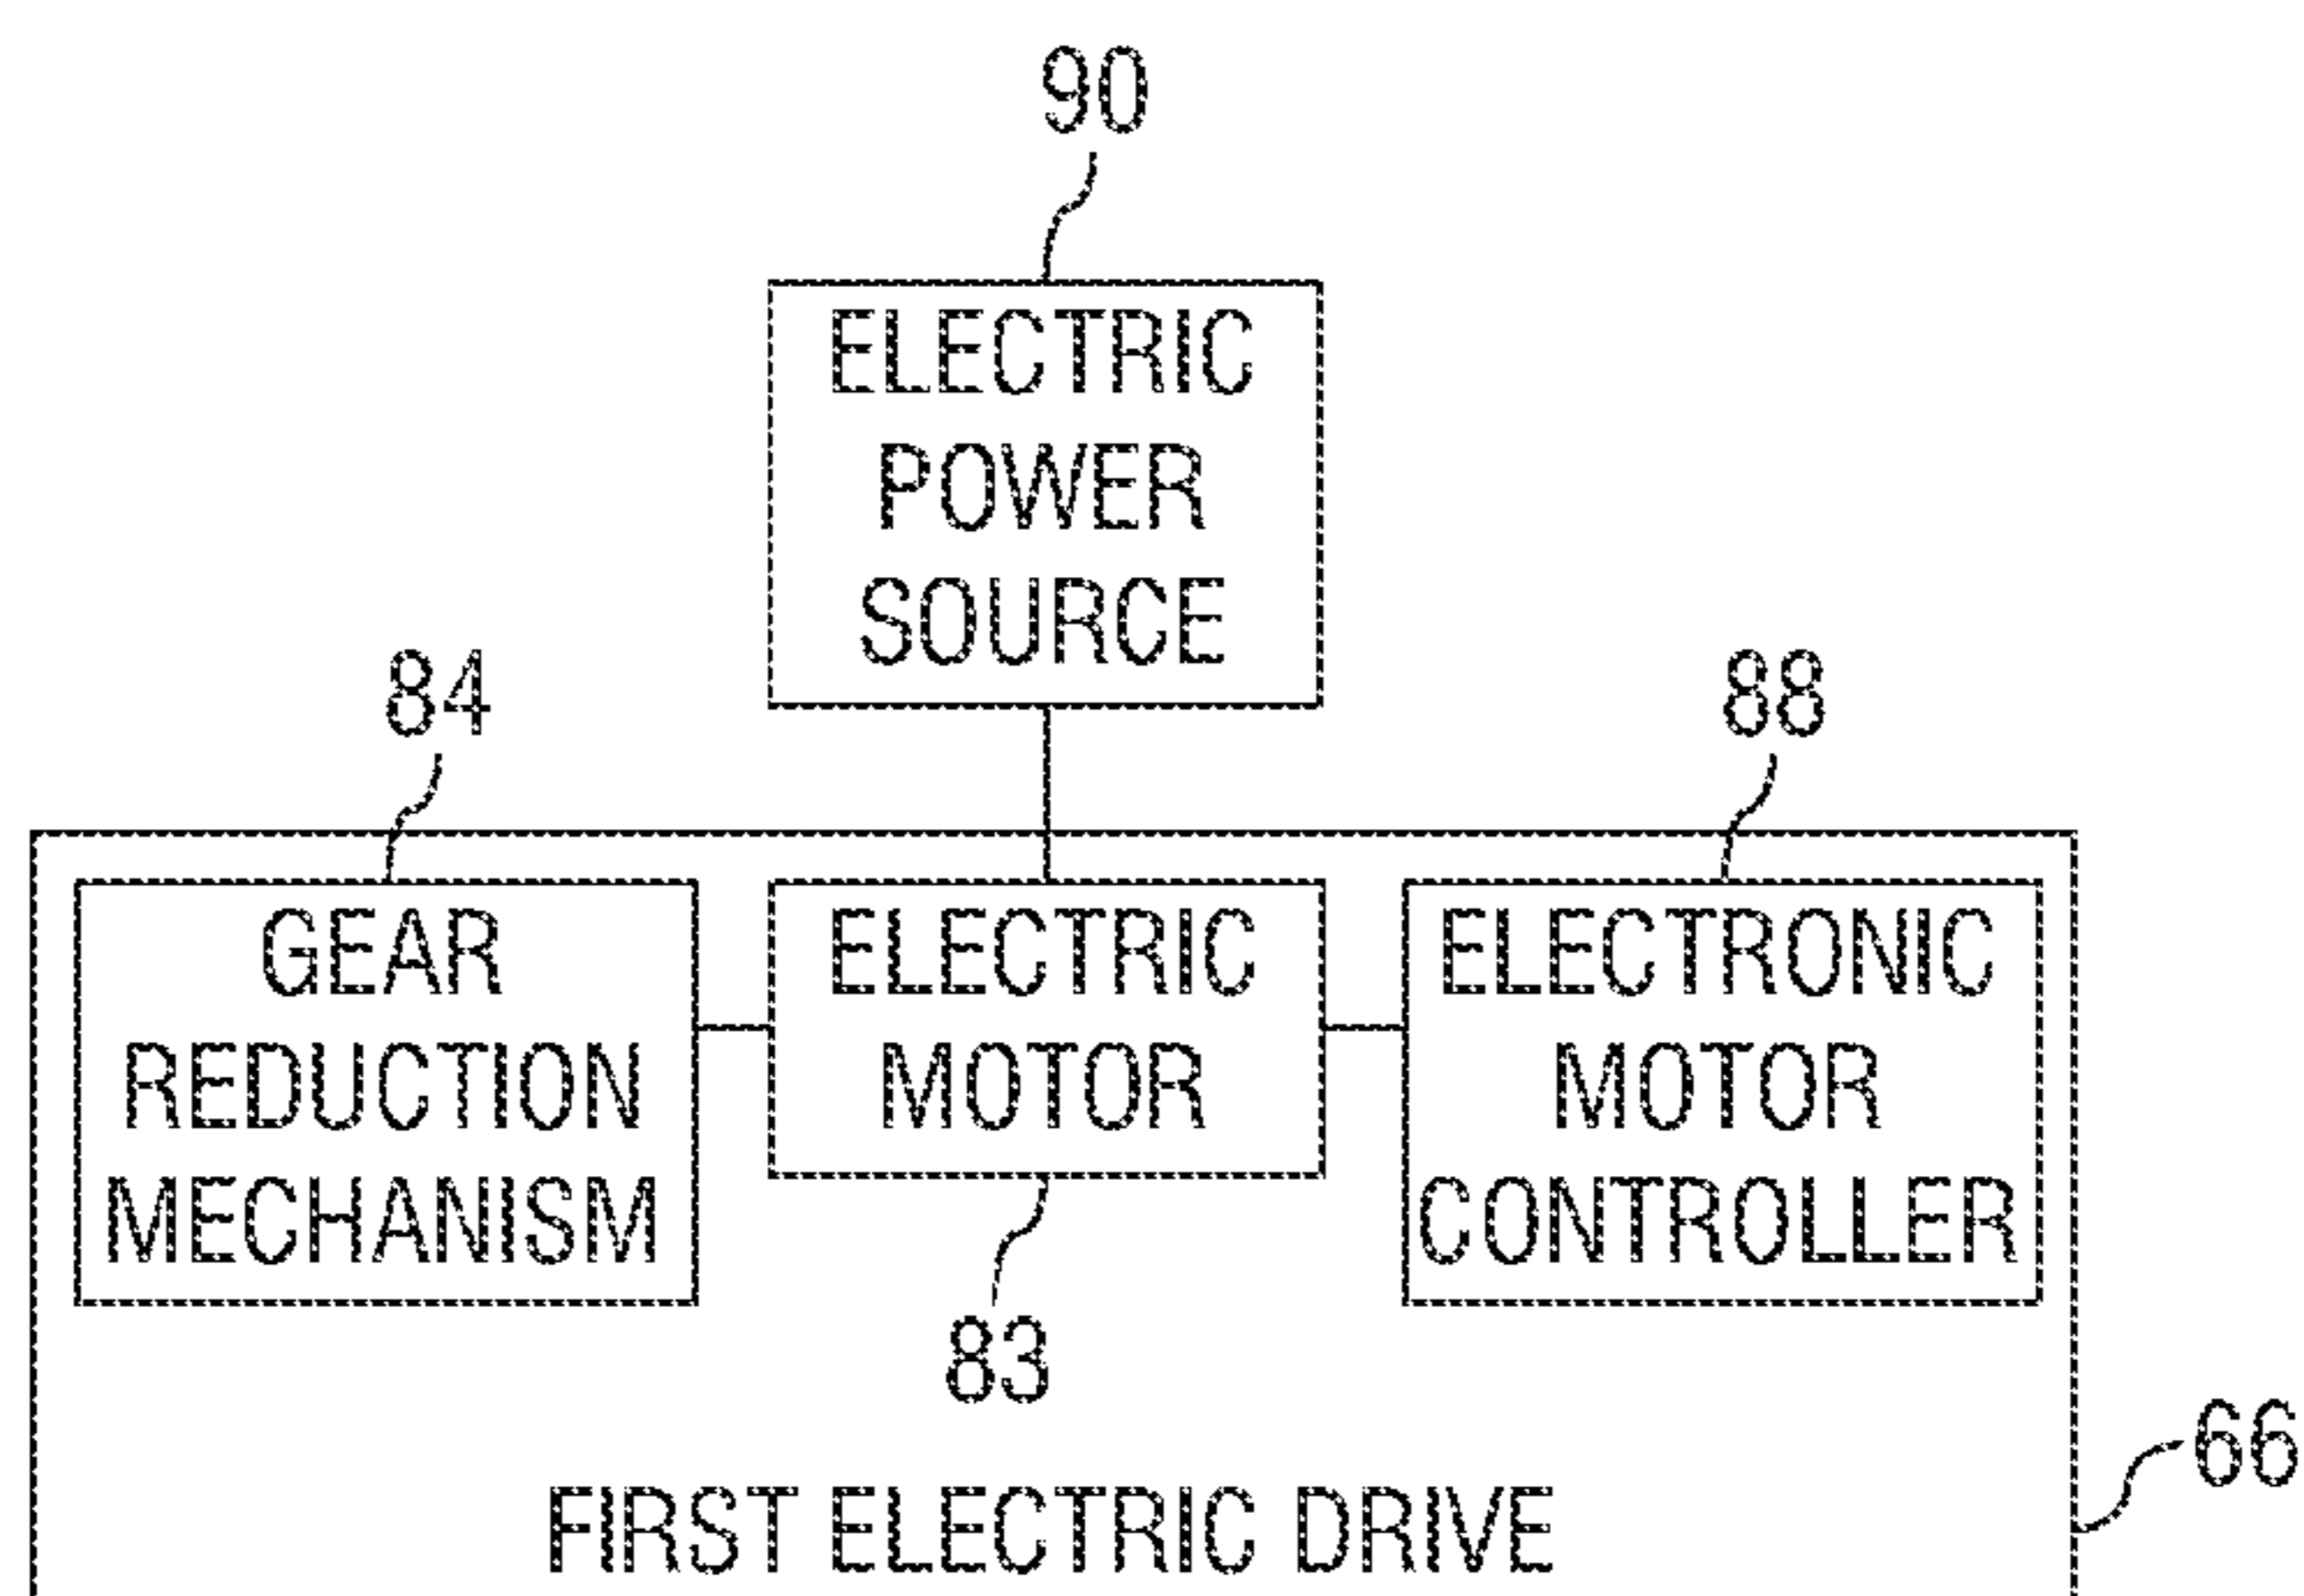 90
ELECTRIC
POWER
SOURCE
84
88
GEAR
REDUCTION
MECHANISM
ELECTRIC
MOTOR
ELECTRONIC
MOTOR
CONTROLLER
83
66
FIRST ELECTRIC DRIVE